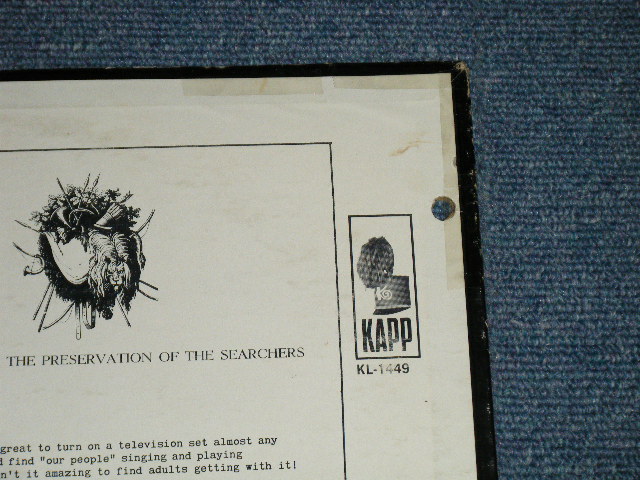 KAPP
KL-1449
THE PRESERVATION OF THE SEARCHERS
great to turn on a television set almost any
find "our people" singing and playing
n't it amazing to find adults getting with it!